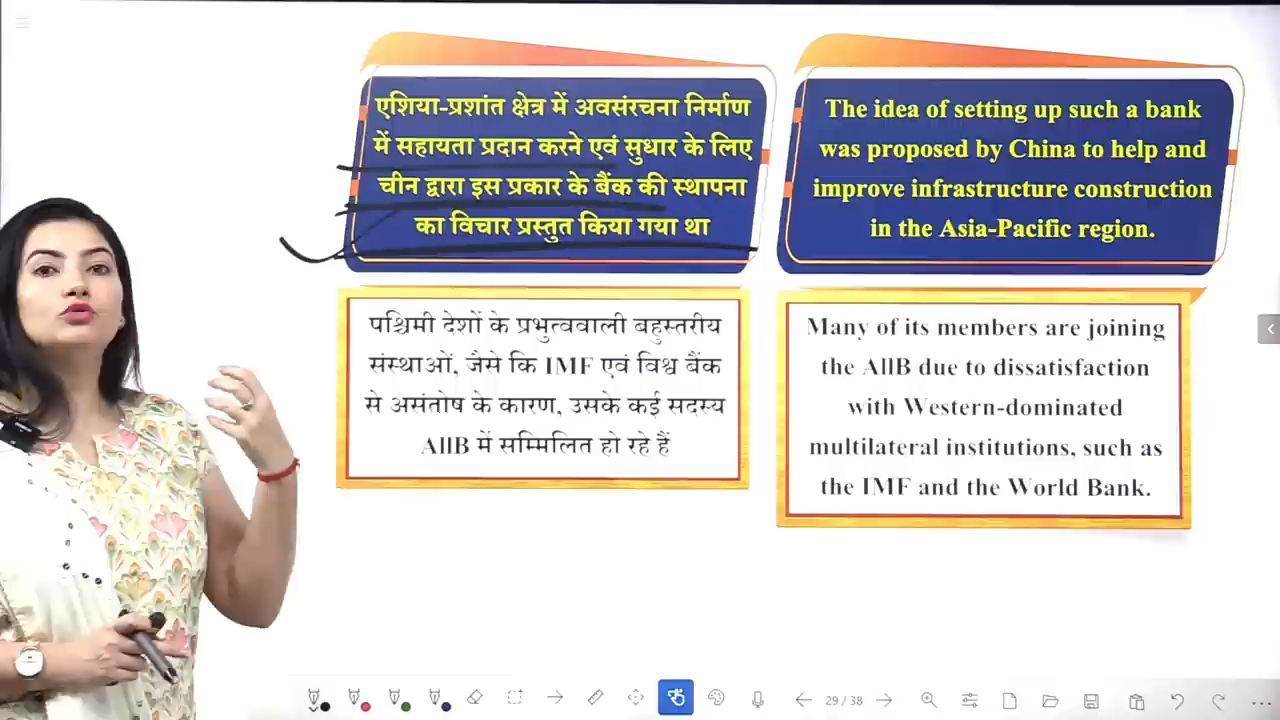 एशिया-प्रशांत क्षेत्र में अवसंरचना निर्माण
में सहायता प्रदान करने एवं सुधार के लिए
चीन द्वारा इस प्रकार के बैंक की स्थापना
का विचार प्रस्तुत किया गया था
The idea of setting up such a bank
was proposed by China to help and
improve infrastructure construction
in the Asia-Pacific region.
पश्चिमी देशों के प्रभुत्ववाली बहुस्तरीय
संस्थाओं, जैसे कि IMF एवं विश्व बैंक
से असंतोष के कारण, उसके कई सदस्य
AIIB में सम्मिलित हो रहे हैं
Many of its members are joining
the AIIB due to dissatisfaction
with Western-dominated
multilateral institutions, such as
the IMF and the World Bank.
29/38